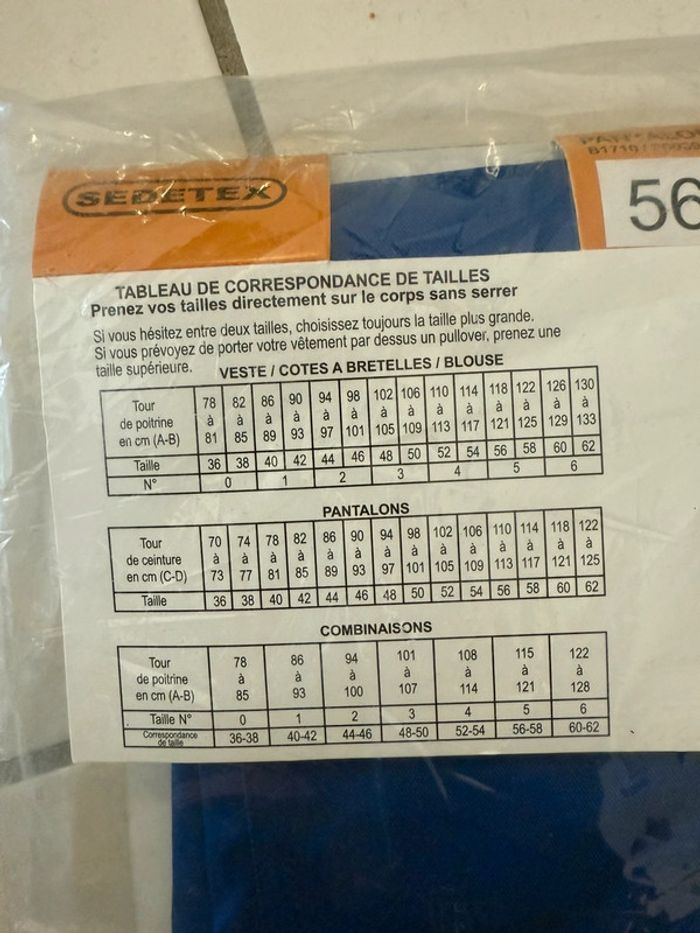 SEDETEX
PANTALON
56
TABLEAU DE CORRESPONDANCE DE TAILLES
Prenez vos tailles directement sur le corps sans serrer
Si vous hésitez entre deux tailles, choisissez toujours la taille plus grande.
Si vous prévoyez de porter votre vêtement par dessus un pullover, prenez une
taille supérieure.
VESTE / COTES A BRETELLES / BLOUSE
Tour 78 82 86 90 94 98 102 106 110 114 118 122 126 130
de poitrine à à à à à à à à à à à à à à
en cm (A-B) 81 85 89 93 97 101 105 109 113 117 121 125 129 133
Taille 36 38 40 42 44 46 48 50 52 54 56 58 60 62
N° 0 1 2 3 4 5 6
PANTALONS
Tour 70 74 78 82 86 90 94 98 102 106 110 114 118 122
de ceinture à à à à à à à à à à à à à à
en cm (C-D) 73 77 81 85 89 93 97 101 105 109 113 117 121 125
Taille 36 38 40 42 44 46 48 50 52 54 56 58 60 62
COMBINAISONS
Tour 78 86 94 101 108 115 122
de poitrine à à à à à à à
en cm (A-B) 85 93 100 107 114 121 128
Taille N° 0 1 2 3 4 5 6
Correspondance 36-38 40-42 44-46 48-50 52-54 56-58 60-62
de taille